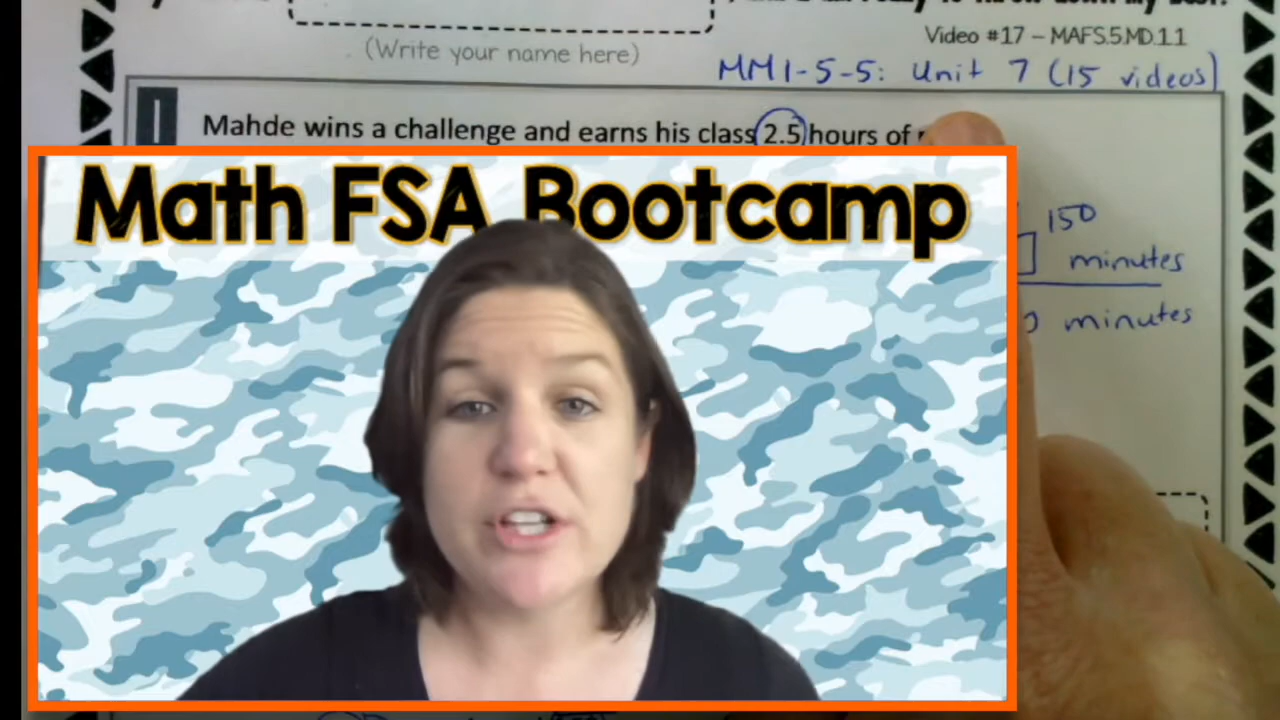 (Write your name here)
Video #17 – MAFS.5.MD.1.1
MM1-5-5: Unit 7 (15 videos)
1
Mahde wins a challenge and earns his class 2.5 hours of
Math FSA Bootcamp
150
minutes
minutes